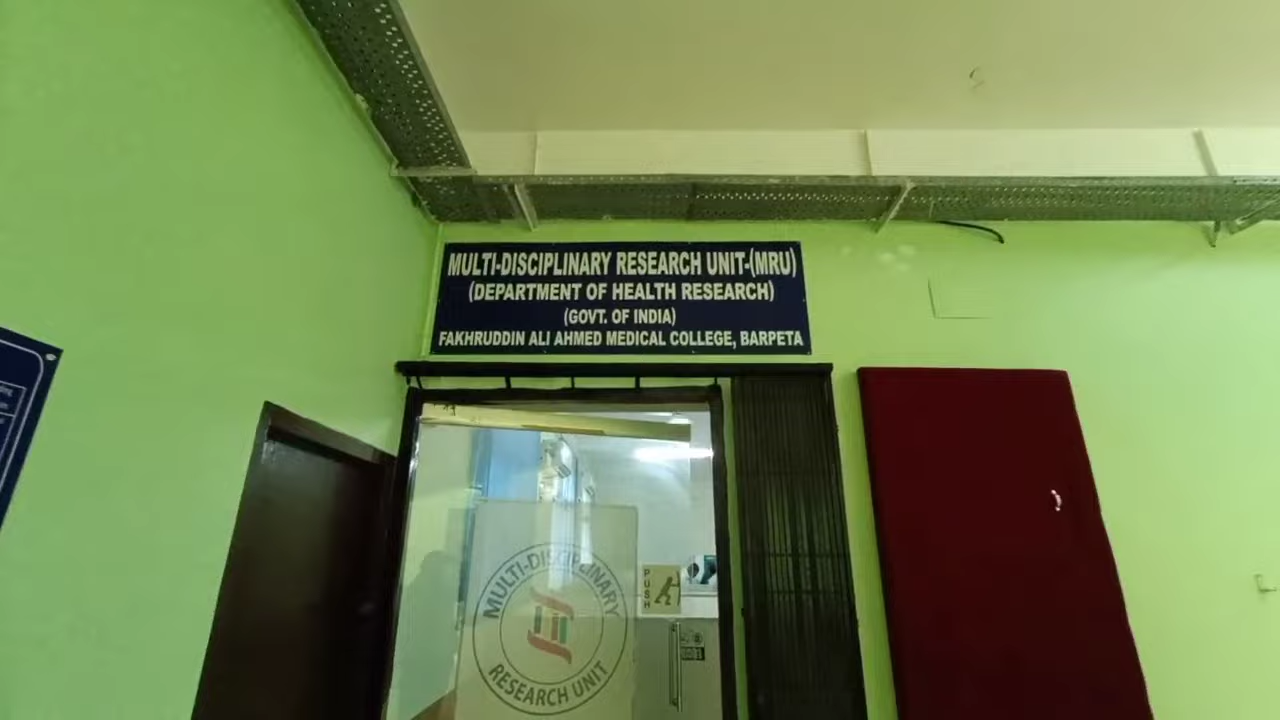 MULTI-DISCIPLINARY RESEARCH UNIT-(MRU)
(DEPARTMENT OF HEALTH RESEARCH)
(GOVT. OF INDIA)
FAKHRUDDIN ALI AHMED MEDICAL COLLEGE, BARPETA
MULTI-DISCIPLINARY
RESEARCH UNIT
PUSH